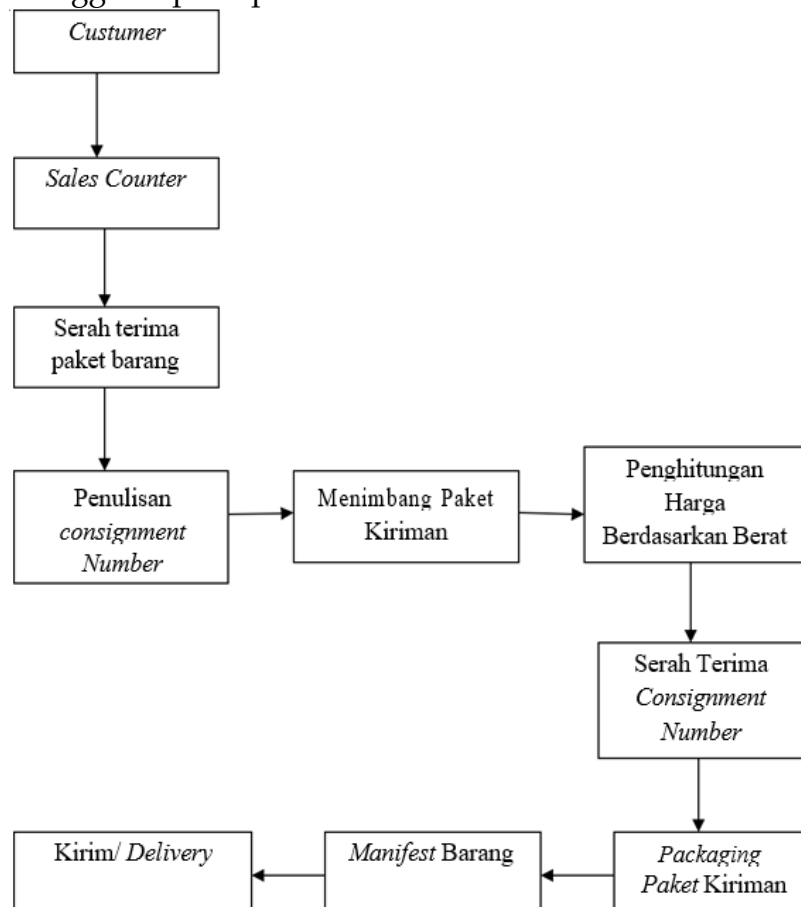 Custumer
Sales Counter
Serah terima
paket barang
Penulisan
consignment
Number
Menimbang Paket
Kiriman
Penghitungan
Harga
Berdasarkan Berat
Serah Terima
Consignment
Number
Packaging
Paket Kiriman
Manifest Barang
Kirim/ Delivery